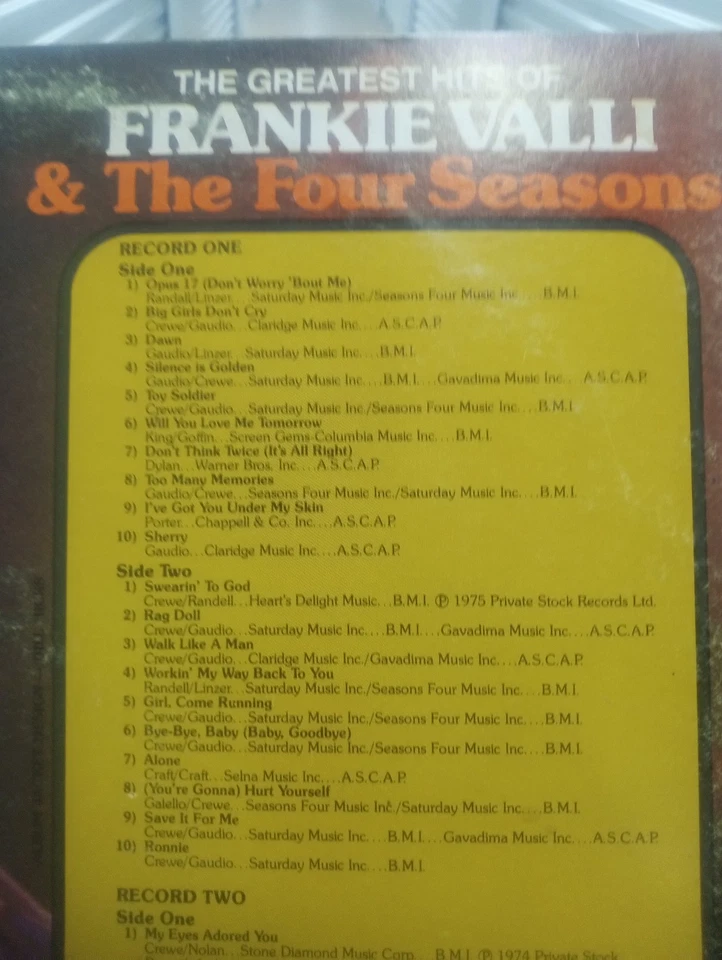 THE GREATEST HITS OF
FRANKIE VALLI
& The Four Seasons
RECORD ONE
Side One
1) Opus 17 (Don't Worry 'Bout Me)
Randall/Linzer... Saturday Music Inc./Seasons Four Music Inc....B.M.I.
2) Big Girls Don't Cry
Crewe/Gaudio...Claridge Music Inc....A.S.C.A.P.
3) Dawn
Gaudio/Linzer...Saturday Music Inc....B.M.I.
4) Silence is Golden
Gaudio/Crewe...Saturday Music Inc....B.M.I....Gavadima Music Inc....A.S.C.A.P.
5) Toy Soldier
Crewe/Gaudio...Saturday Music Inc./Seasons Four Music Inc....B.M.I.
6) Will You Love Me Tomorrow
King/Goffin...Screen Gems-Columbia Music Inc....B.M.I.
7) Don't Think Twice (It's All Right)
Dylan...Warner Bros. Inc....A.S.C.A.P.
8) Too Many Memories
Gaudio/Crewe...Seasons Four Music Inc./Saturday Music Inc....B.M.I.
9) I've Got You Under My Skin
Porter...Chappell & Co. Inc....A.S.C.A.P.
10) Sherry
Gaudio...Claridge Music Inc....A.S.C.A.P.
Side Two
1) Swearin' To God
Crewe/Randell...Heart's Delight Music...B.M.I. ℗ 1975 Private Stock Records Ltd.
2) Rag Doll
Crewe/Gaudio...Saturday Music Inc....B.M.I....Gavadima Music Inc....A.S.C.A.P.
3) Walk Like A Man
Crewe/Gaudio...Claridge Music Inc./Gavadima Music Inc....A.S.C.A.P.
4) Workin' My Way Back To You
Randell/Linzer...Saturday Music Inc./Seasons Four Music Inc....B.M.I.
5) Girl, Come Running
Crewe/Gaudio...Saturday Music Inc./Seasons Four Music Inc....B.M.I.
6) Bye-Bye, Baby (Baby, Goodbye)
Crewe/Gaudio...Saturday Music Inc./Seasons Four Music Inc....B.M.I.
7) Alone
Craft/Craft...Selna Music Inc....A.S.C.A.P.
8) (You're Gonna) Hurt Yourself
Galello/Crewe...Seasons Four Music Inc./Saturday Music Inc....B.M.I.
9) Save It For Me
Crewe/Gaudio...Saturday Music Inc....B.M.I....Gavadima Music Inc....A.S.C.A.P.
10) Ronnie
Crewe/Gaudio...Saturday Music Inc....B.M.I.
RECORD TWO
Side One
1) My Eyes Adored You
Crewe/Nolan...Stone Diamond Music Corp....B.M.I. ℗ 1974 Private Stock